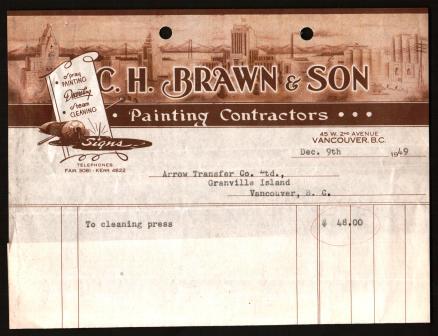 C. H. BRAWN & SON
Spray
PAINTING
Steam
CLEANING
Signs
Painting Contractors
TELEPHONES
FAIR. 3081 - KERR. 4822
45 W. 2ND AVENUE
VANCOUVER, B.C.
Dec. 9th 1949
Arrow Transfer Co. Ltd.,
Granville Island
Vancouver, B. C.
To cleaning press $ 48.00